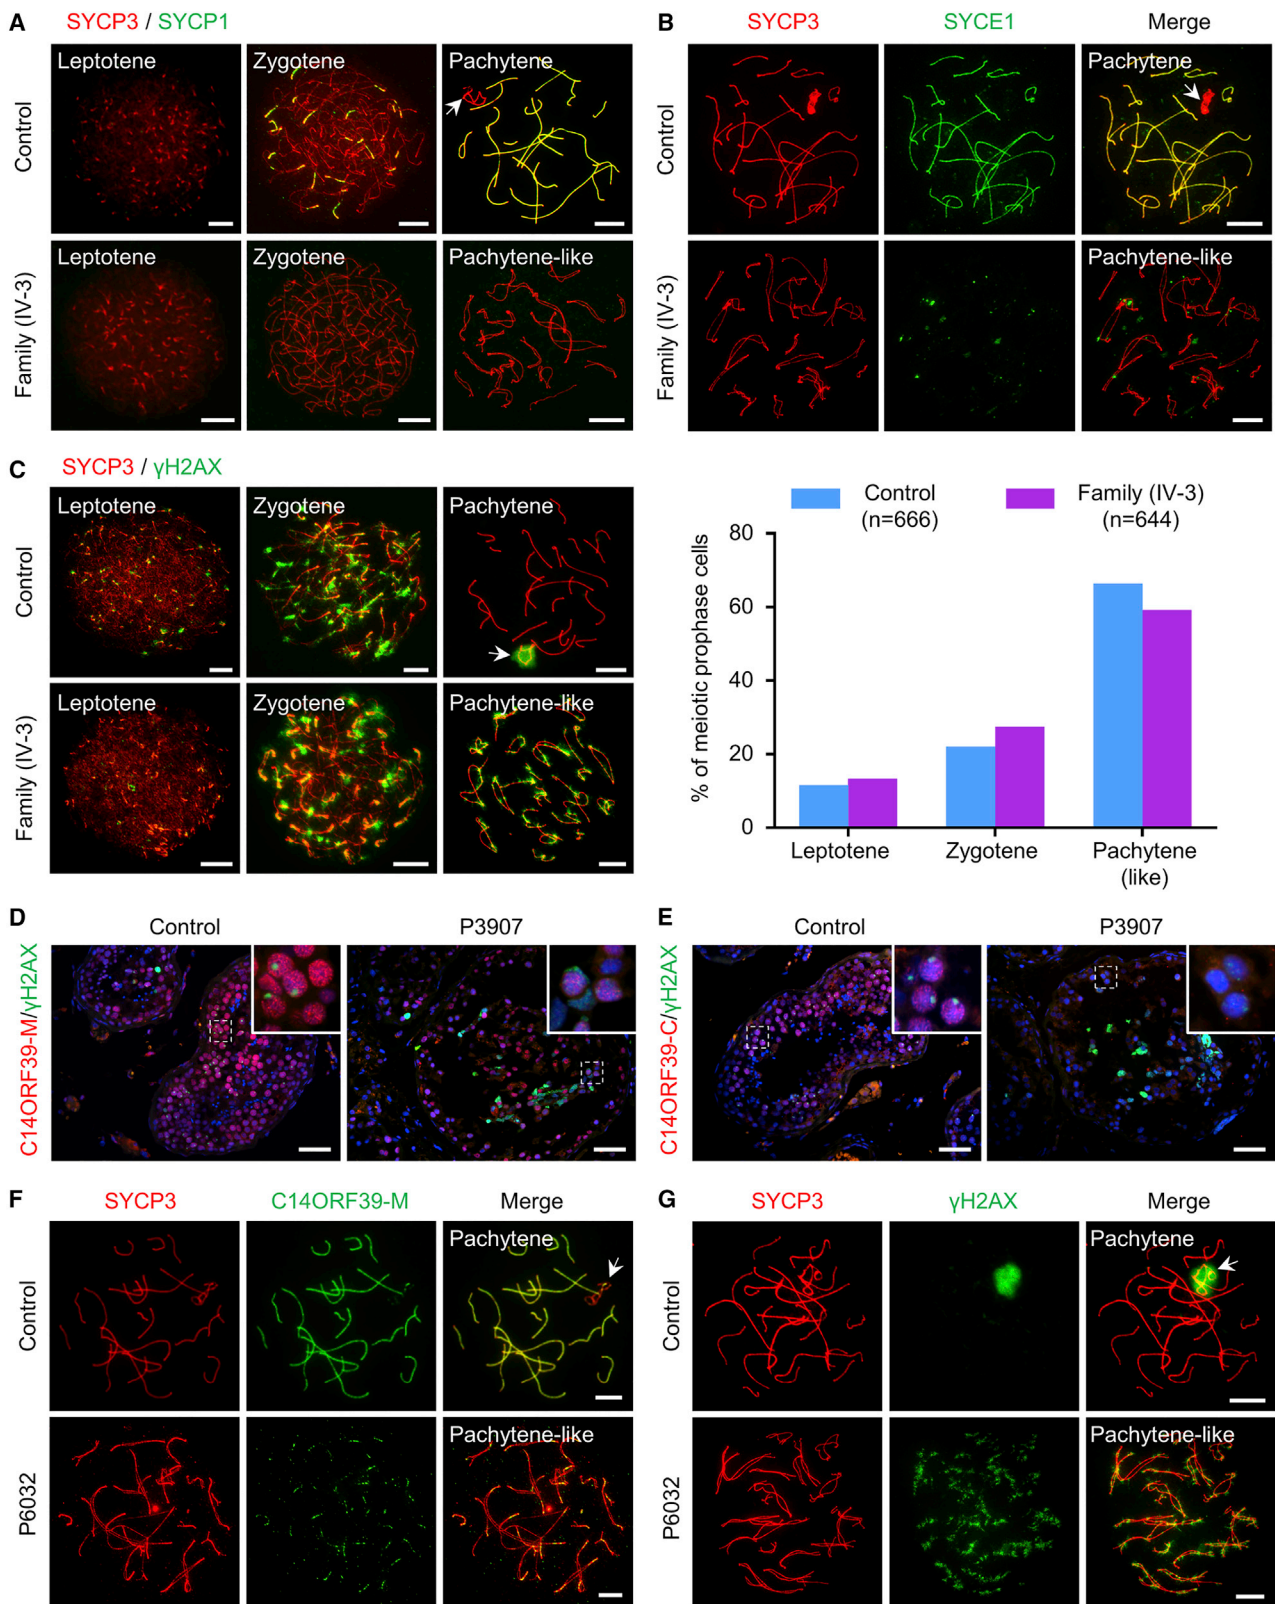 A
SYCP3 / SYCP1
Control
Family (IV-3)
Leptotene
Zygotene
Pachytene
Leptotene
Zygotene
Pachytene-like
B
SYCP3
SYCE1
Merge
Control
Family (IV-3)
Pachytene
Pachytene-like
C
SYCP3 / γH2AX
Control
Family (IV-3)
Leptotene
Zygotene
Pachytene
Leptotene
Zygotene
Pachytene-like
Control
(n=666)
Family (IV-3)
(n=644)
% of meiotic prophase cells
80
60
40
20
0
Leptotene
Zygotene
Pachytene
(like)
D
Control
P3907
C14ORF39-M/γH2AX
E
Control
P3907
C14ORF39-C/γH2AX
F
SYCP3
C14ORF39-M
Merge
Control
P6032
Pachytene
Pachytene-like
G
SYCP3
γH2AX
Merge
Control
P6032
Pachytene
Pachytene-like